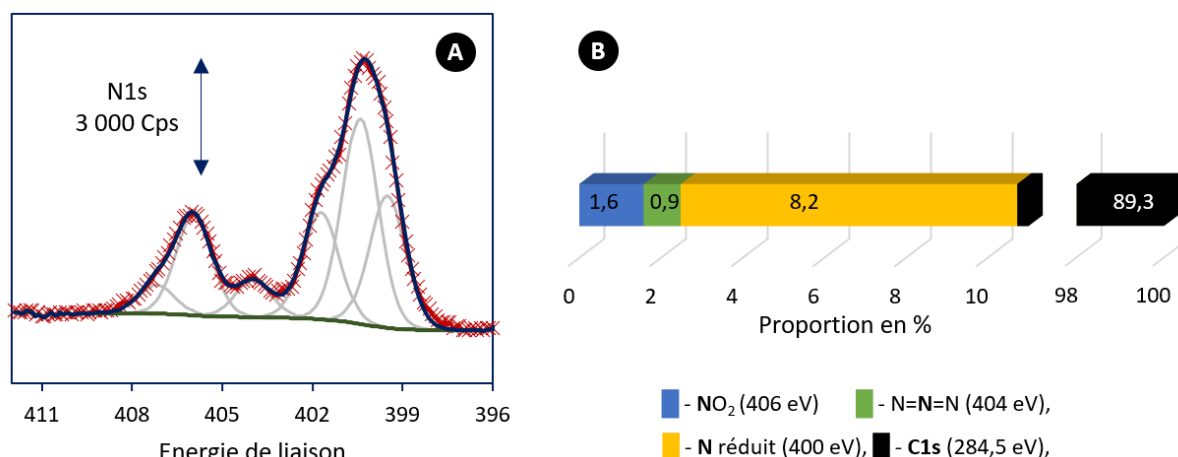 A
N1s
3 000 Cps
411 408 405 402 399 396
Energie de liaison
B
1,6 0,9 8,2 89,3
0 2 4 6 8 10 98 100
Proportion en %
- NO₂ (406 eV) - N=N=N (404 eV),
- N réduit (400 eV), - C1s (284,5 eV),